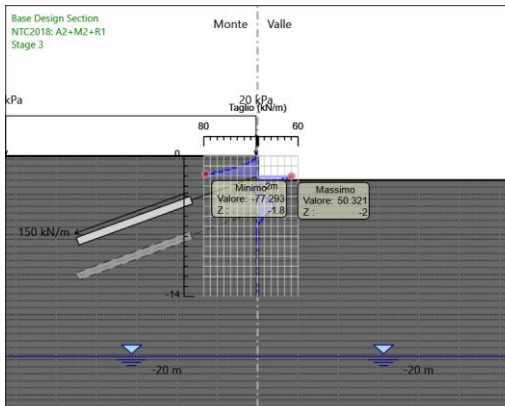 Base Design Section
NTC2018: A2+M2+R1
Stage 3
Monte Valle
kPa
20 kPa
Taglio (kN/m)
80 60
0
2m
Minimo
Valore: -77.293
Z : -1.8
Massimo
Valore: 50.321
Z : -2
150 kN/m
-14
-20 m
-20 m